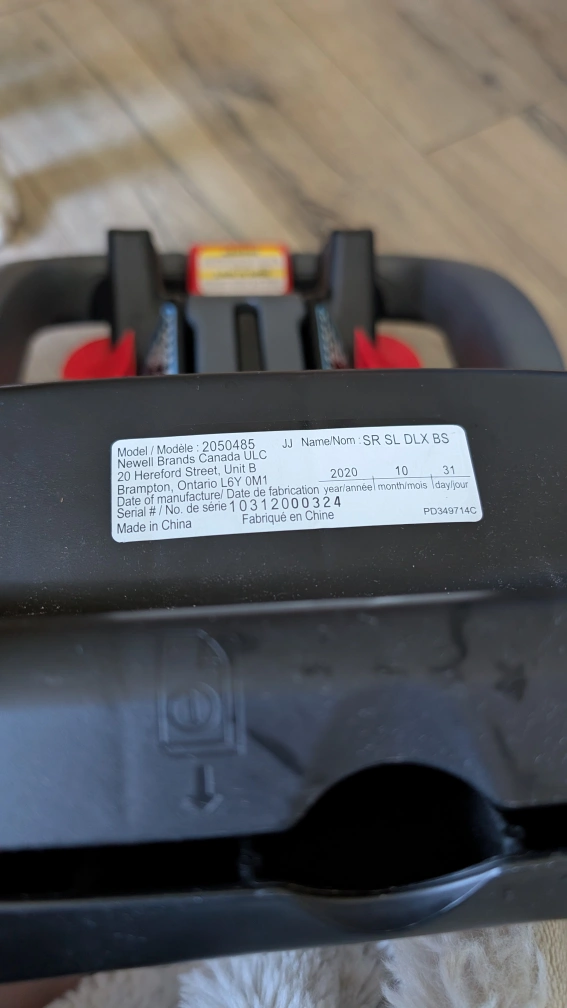 Model / Modèle : 2050485 JJ Name/Nom : SR SL DLX BS
Newell Brands Canada ULC
20 Hereford Street, Unit B
Brampton, Ontario L6Y 0M1 2020 10 31
Date of manufacture/ Date de fabrication year/année month/mois day/jour
Serial # / No. de série 10312000324
Made in China Fabriqué en Chine PD349714C